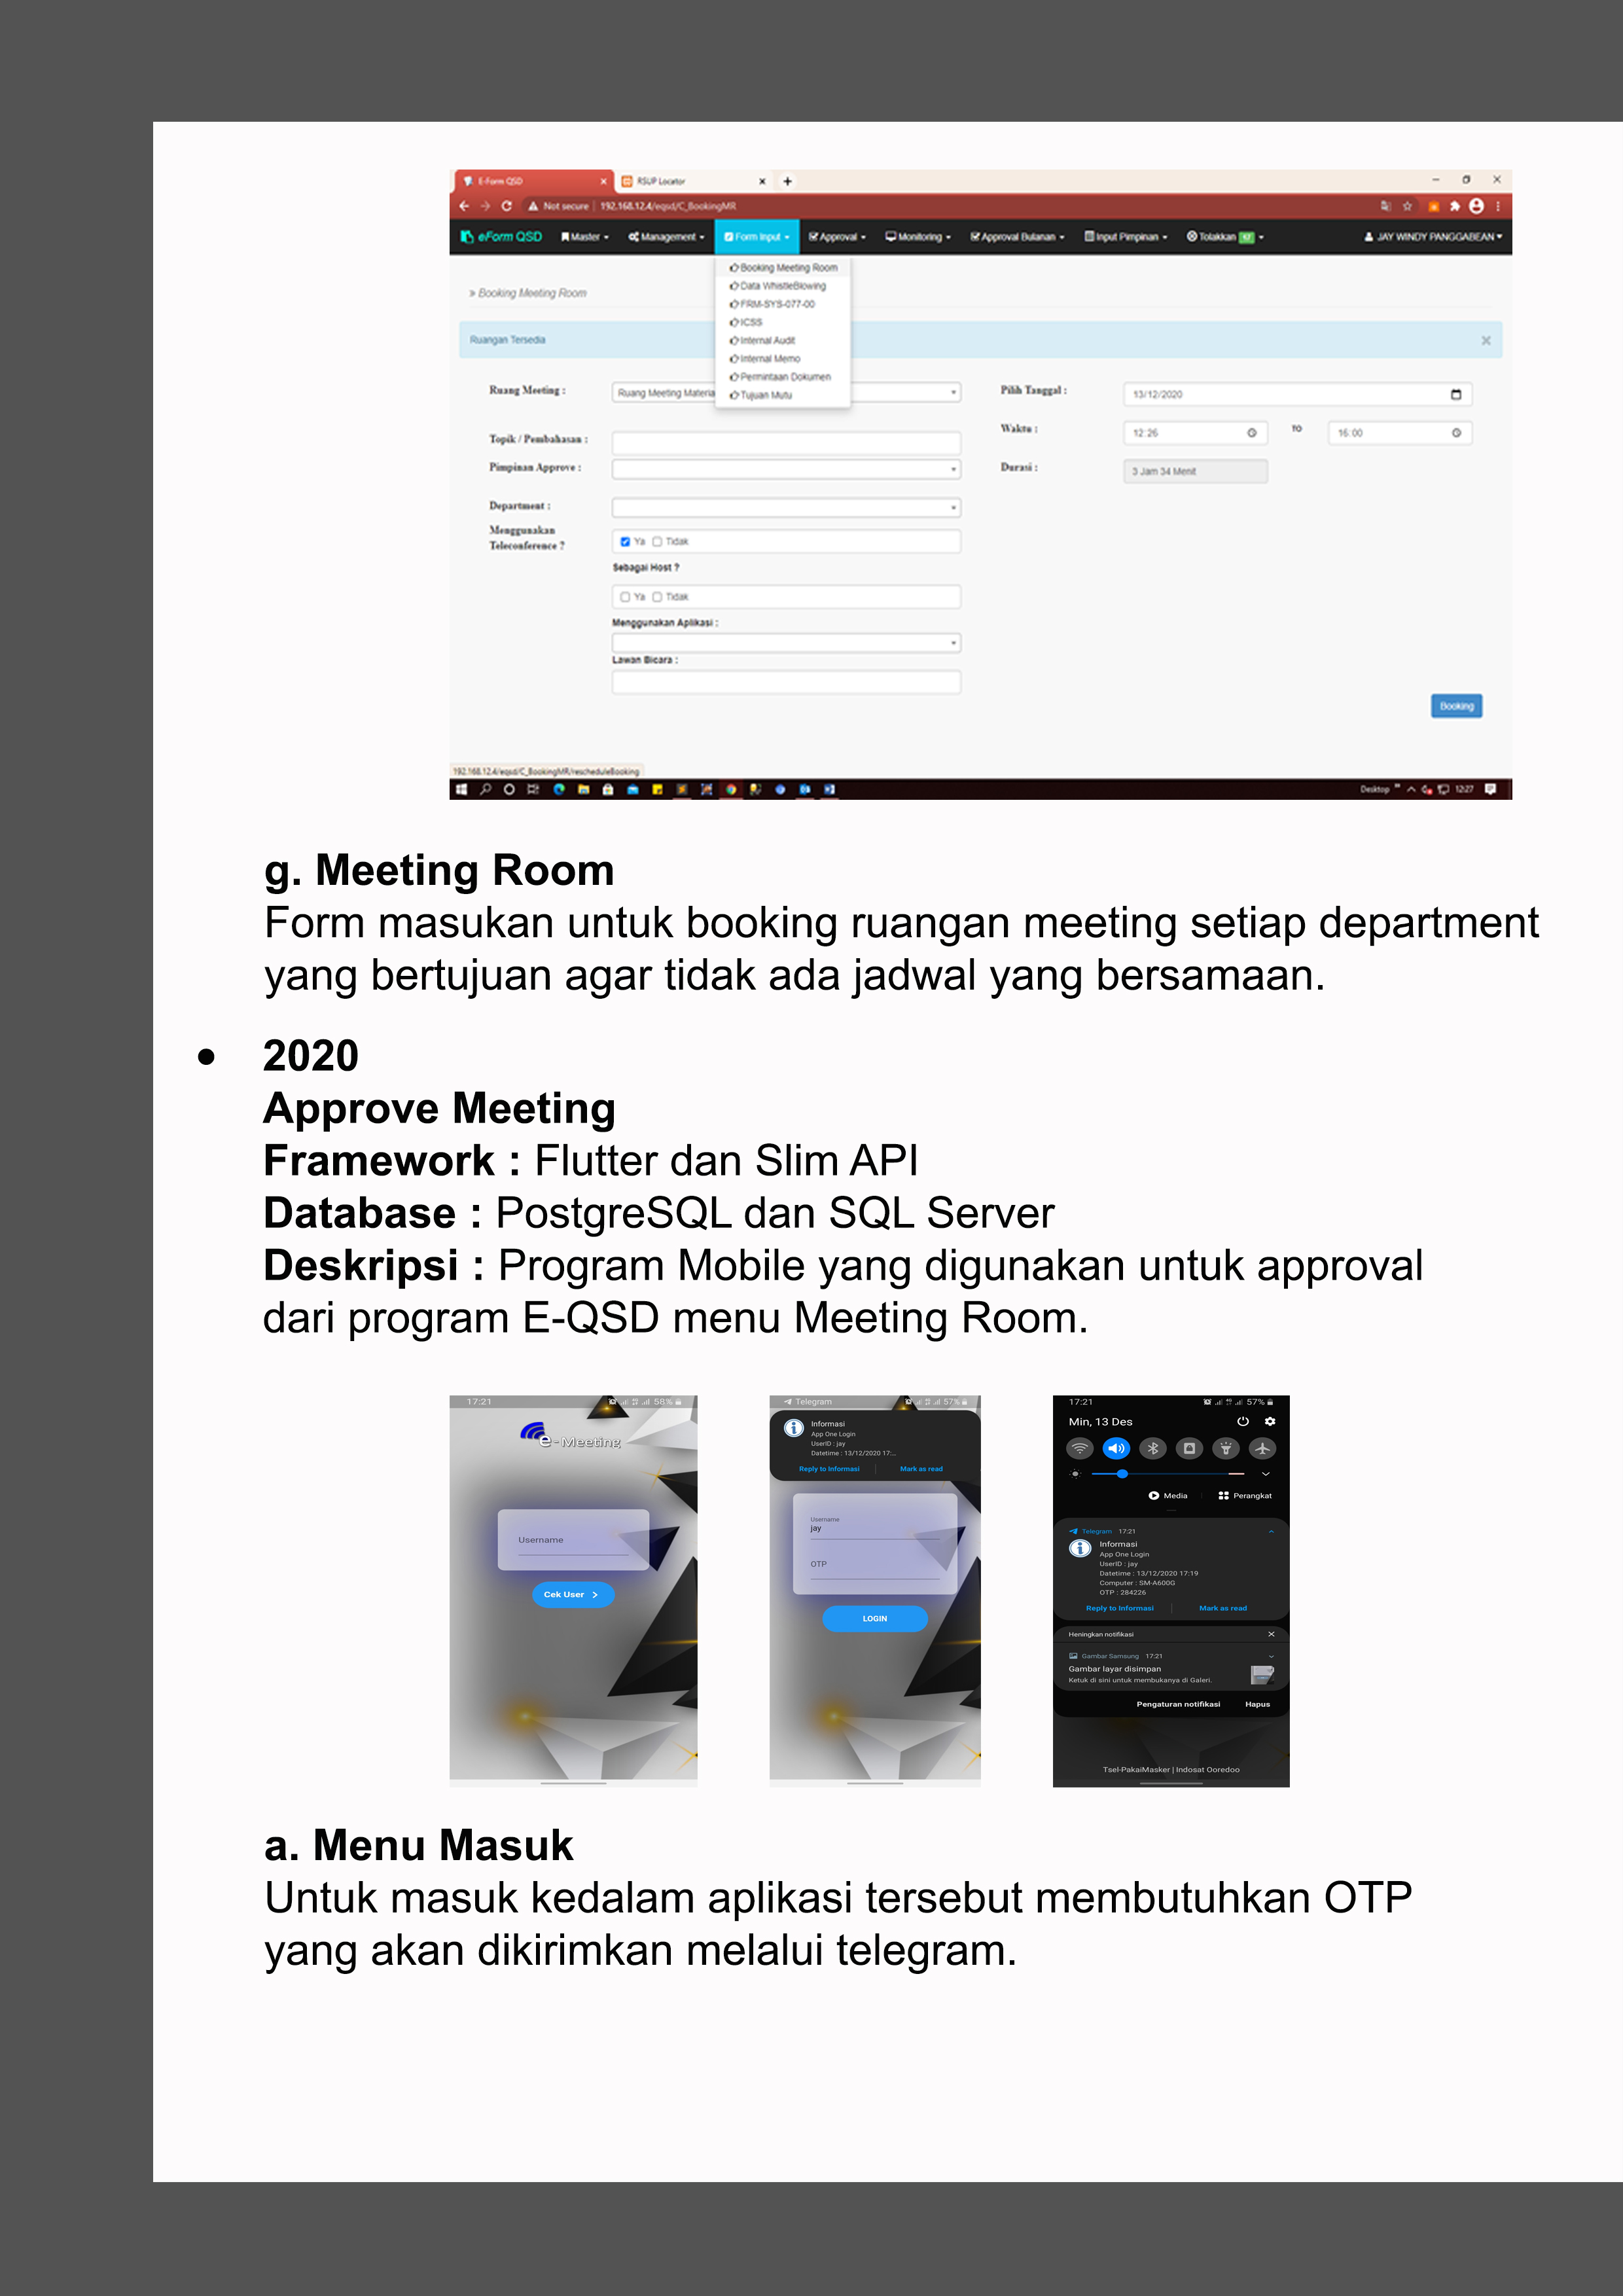 E-Form QSD
RSUP Locator
Not secure | 192.168.12.4/eqsd/C_BookingMR
eForm QSD Master Management Form Input Approval Monitoring Approval Bulanan Input Pimpinan Tolakkan JAY WINDY PANGGABEAN
Booking Meeting Room
Data WhistleBlowing
FRM-SYS-077-00
ICSS
Internal Audit
Internal Memo
Permintaan Dokumen
Tujuan Mutu
» Booking Meeting Room
Ruangan Tersedia
Ruang Meeting : Ruang Meeting Materia
Pilih Tanggal : 13/12/2020
Topik / Pembahasan :
Waktu : 12:26 TO 16:00
Pimpinan Approve :
Durasi : 3 Jam 34 Menit
Department :
Menggunakan
Teleconference ?
Ya Tidak
Sebagai Host ?
Ya Tidak
Menggunakan Aplikasi :
Lawan Bicara :
Booking
192.168.12.4/eqsd/C_BookingMR/rescheduleBooking
Desktop 12:27
g. Meeting Room
Form masukan untuk booking ruangan meeting setiap department
yang bertujuan agar tidak ada jadwal yang bersamaan.
• 2020
Approve Meeting
Framework : Flutter dan Slim API
Database : PostgreSQL dan SQL Server
Deskripsi : Program Mobile yang digunakan untuk approval
dari program E-QSD menu Meeting Room.
17:21 58%
e-Meeting
Username
Cek User >
Telegram 57%
Informasi
App One Login
UserID : jay
Datetime : 13/12/2020 17:...
Reply to Informasi Mark as read
Username
jay
OTP
LOGIN
17:21 57%
Min, 13 Des
Media Perangkat
Telegram 17:21
Informasi
App One Login
UserID : jay
Datetime : 13/12/2020 17:19
Computer : SM-A600G
OTP : 284226
Reply to Informasi Mark as read
Heningkan notifikasi
Gambar Samsung 17:21
Gambar layar disimpan
Ketuk di sini untuk membukanya di Galeri.
Pengaturan notifikasi Hapus
Tsel-PakaiMasker | Indosat Ooredoo
a. Menu Masuk
Untuk masuk kedalam aplikasi tersebut membutuhkan OTP
yang akan dikirimkan melalui telegram.